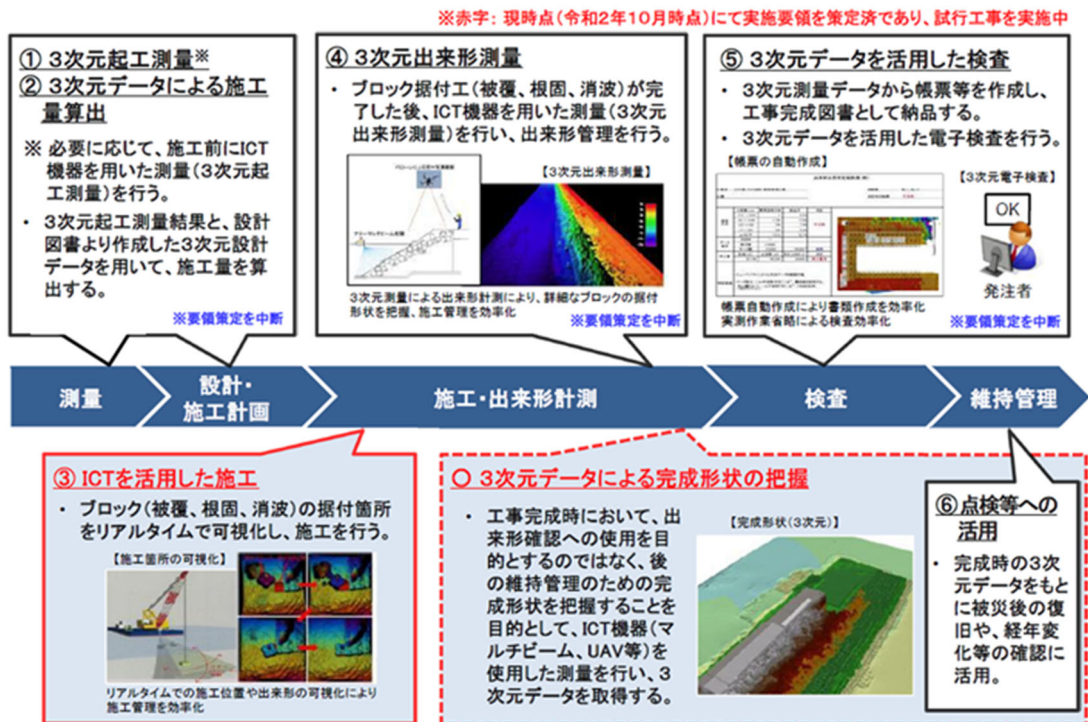 ※赤字: 現時点(令和2年10月時点)にて実施要領を策定済であり、試行工事を実施中
① 3次元起工測量※
② 3次元データによる施工
量算出
※ 必要に応じて、施工前にICT
機器を用いた測量(3次元起
工測量)を行う。
・ 3次元起工測量結果と、設計
図書より作成した3次元設計
データを用いて、施工量を算
出する。
※要領策定を中断
④ 3次元出来形測量
・ ブロック据付工(被覆、根固、消波)が完
了した後、ICT機器を用いた測量(3次元
出来形測量)を行い、出来形管理を行う。
【3次元出来形測量】
3次元測量による出来形計測により、詳細なブロックの据付
形状を把握、施工管理を効率化
※要領策定を中断
⑤ 3次元データを活用した検査
・ 3次元測量データから帳票等を作成し、
工事完成図書として納品する。
・ 3次元データを活用した電子検査を行う。
【帳票の自動作成】
【3次元電子検査】
OK
発注者
帳票自動作成により書類作成を効率化
実測作業省略による検査効率化
※要領策定を中断
測量
設計・
施工計画
施工・出来形計測
検査
維持管理
③ ICTを活用した施工
・ ブロック(被覆、根固、消波)の据付箇所
をリアルタイムで可視化し、施工を行う。
【施工箇所の可視化】
リアルタイムでの施工位置や出来形の可視化により
施工管理を効率化
〇 3次元データによる完成形状の把握
・ 工事完成時において、出
来形確認への使用を目
的とするのではなく、後
の維持管理のための完
成形状を把握することを
目的として、ICT機器(マ
ルチビーム、UAV等)を
使用した測量を行い、3
次元データを取得する。
【完成形状(3次元)】
⑥ 点検等への
活用
・ 完成時の3次
元データをもと
に被災後の復
旧や、経年変
化等の確認に
活用。